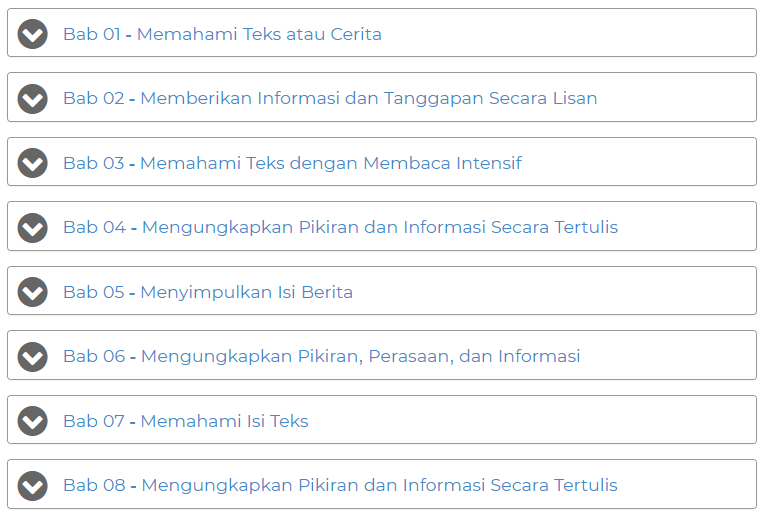 Bab 01 - Memahami Teks atau Cerita
Bab 02 - Memberikan Informasi dan Tanggapan Secara Lisan
Bab 03 - Memahami Teks dengan Membaca Intensif
Bab 04 - Mengungkapkan Pikiran dan Informasi Secara Tertulis
Bab 05 - Menyimpulkan Isi Berita
Bab 06 - Mengungkapkan Pikiran, Perasaan, dan Informasi
Bab 07 - Memahami Isi Teks
Bab 08 - Mengungkapkan Pikiran dan Informasi Secara Tertulis